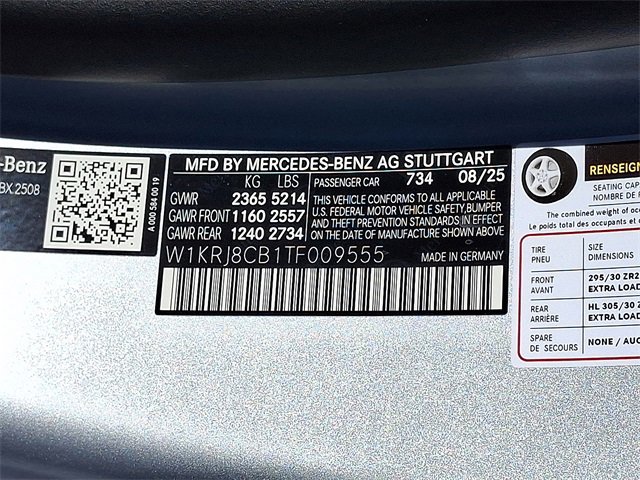 -Benz
BX.2508
A 000 584 00 19
MFD BY MERCEDES-BENZ AG STUTTGART
KG LBS
GVWR 2365 5214
GAWR FRONT 1160 2557
GAWR REAR 1240 2734
PASSENGER CAR 734 08/25
THIS VEHICLE CONFORMS TO ALL APPLICABLE
U.S. FEDERAL MOTOR VEHICLE SAFETY, BUMPER
AND THEFT PREVENTION STANDARDS IN EFFECT
ON THE DATE OF MANUFACTURE SHOWN ABOVE.
W1KRJ8CB1TF009555
MADE IN GERMANY
RENSEIGN
SEATING CAP
NOMBRE DE P
The combined weight of oc
Le poids total des occupants
TIRE
PNEU
SIZE
DIMENSIONS
FRONT
AVANT
295/30 ZR2
EXTRA LOAD
REAR
ARRIÈRE
HL 305/30 Z
EXTRA LOAD
SPARE
DE SECOURS
NONE / AUC